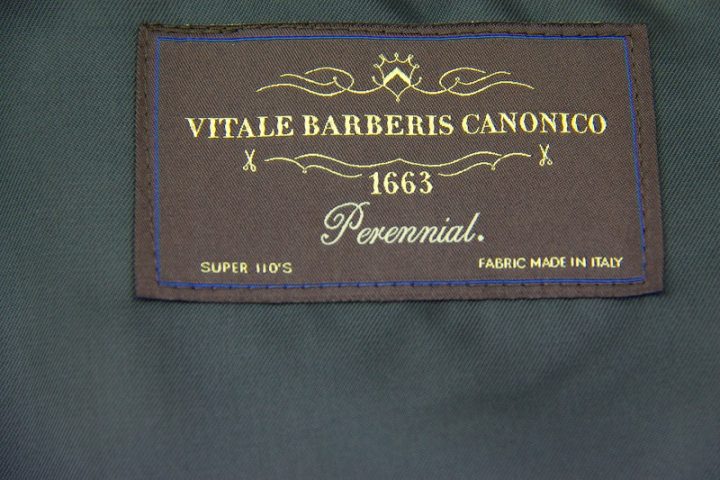 VITALE BARBERIS CANONICO
1663
Perennial.
SUPER 110'S
FABRIC MADE IN ITALY